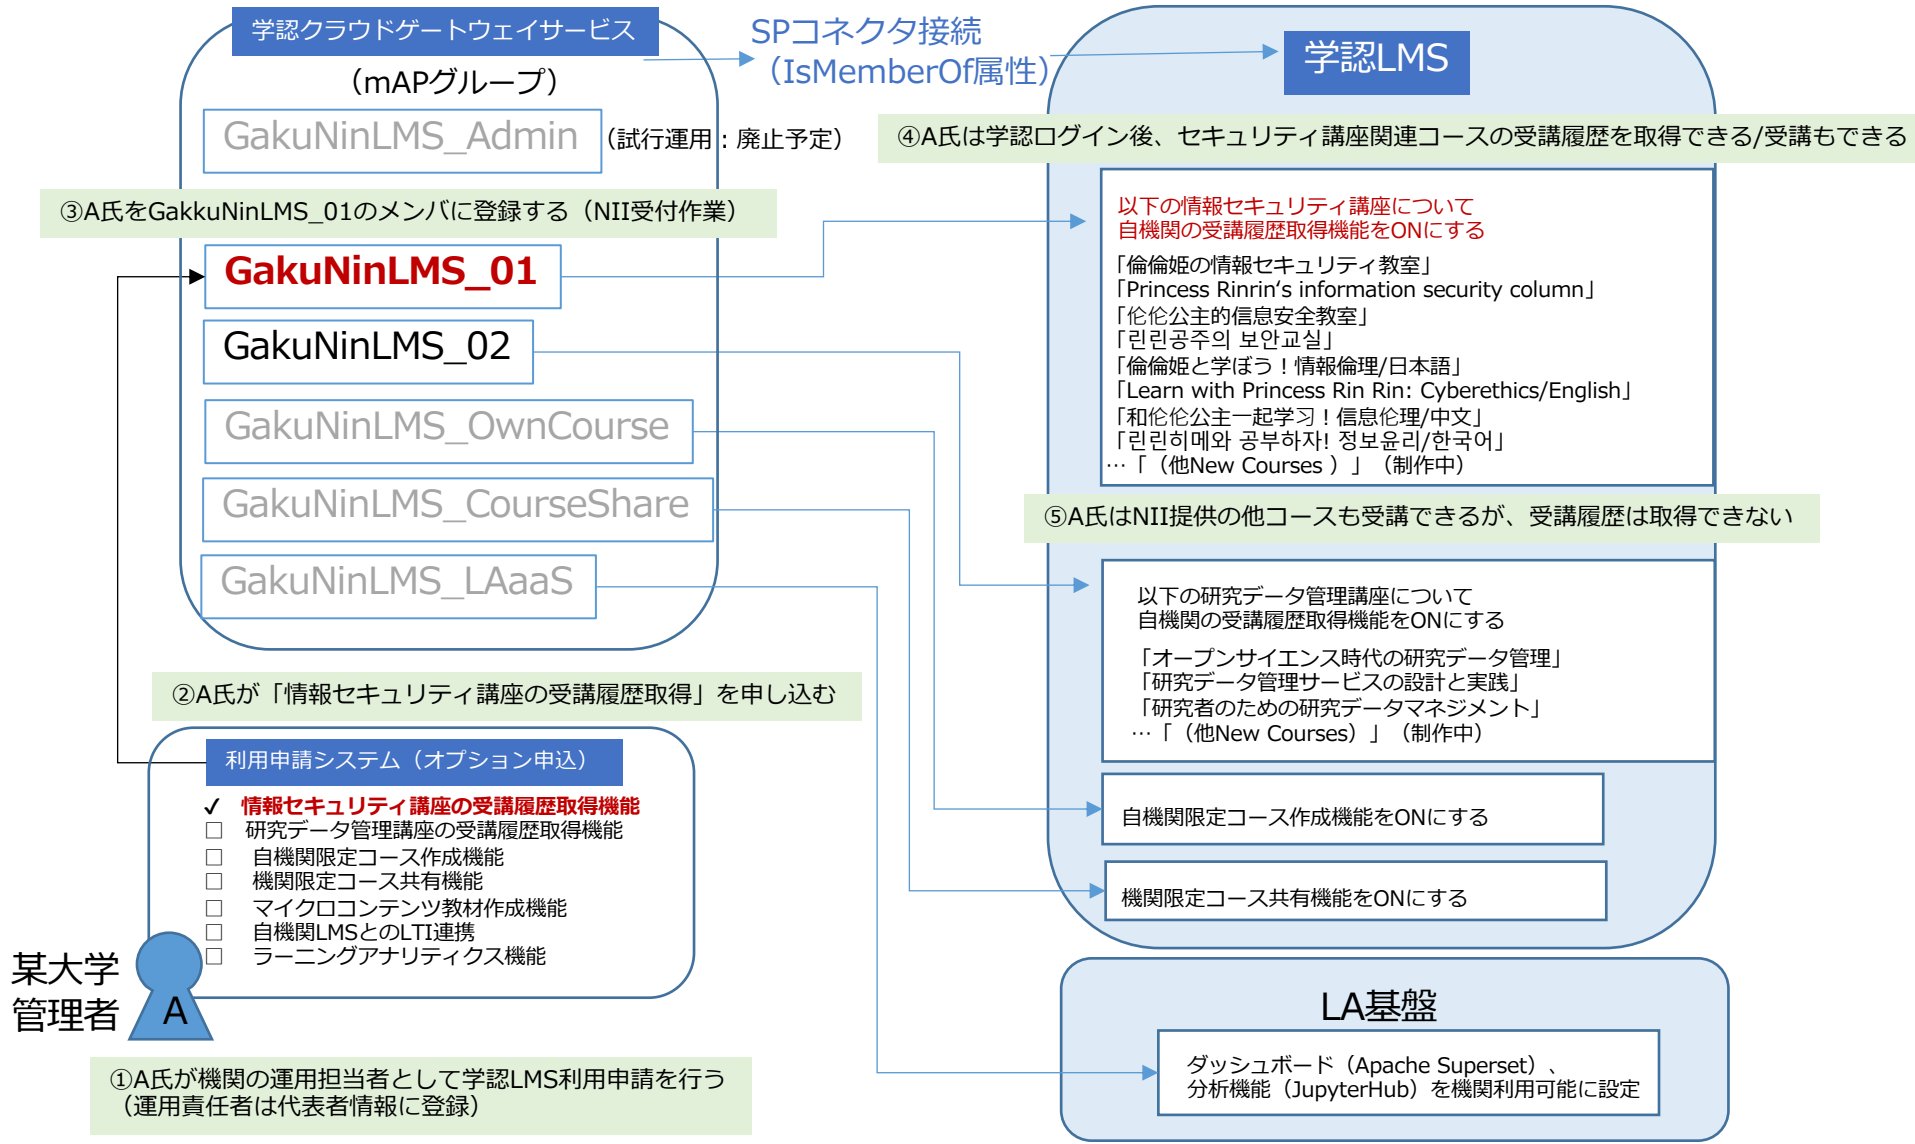 学認クラウドゲートウェイサービス
（mAPグループ）
GakuNinLMS_Admin
（試行運用：廃止予定）
③A氏をGakkuNinLMS_01のメンバに登録する（NII受付作業）
GakuNinLMS_01
GakuNinLMS_02
GakuNinLMS_OwnCourse
GakuNinLMS_CourseShare
GakuNinLMS_LAaaS
SPコネクタ接続
（IsMemberOf属性）
学認LMS
④A氏は学認ログイン後、セキュリティ講座関連コースの受講履歴を取得できる/受講もできる
以下の情報セキュリティ講座について
自機関の受講履歴取得機能をONにする
「倫倫姫の情報セキュリティ教室」
「Princess Rinrin‘s information security column」
「伦伦公主的信息安全教室」
「린린공주의 보안교실」
「倫倫姫と学ぼう！情報倫理/日本語」
「Learn with Princess Rin Rin: Cyberethics/English」
「和伦伦公主一起学习！信息伦理/中文」
「린린히메와 공부하자! 정보윤리/한국어」
…「（他New Courses ）」（制作中）
⑤A氏はNII提供の他コースも受講できるが、受講履歴は取得できない
以下の研究データ管理講座について
自機関の受講履歴取得機能をONにする
「オープンサイエンス時代の研究データ管理」
「研究データ管理サービスの設計と実践」
「研究者のための研究データマネジメント」
…「（他New Courses）」（制作中）
自機関限定コース作成機能をONにする
機関限定コース共有機能をONにする
LA基盤
ダッシュボード（Apache Superset）、
分析機能（JupyterHub）を機関利用可能に設定
②A氏が「情報セキュリティ講座の受講履歴取得」を申し込む
利用申請システム（オプション申込）
✓ 情報セキュリティ講座の受講履歴取得機能
□ 研究データ管理講座の受講履歴取得機能
□ 自機関限定コース作成機能
□ 機関限定コース共有機能
□ マイクロコンテンツ教材作成機能
□ 自機関LMSとのLTI連携
□ ラーニングアナリティクス機能
某大学
管理者
A
①A氏が機関の運用担当者として学認LMS利用申請を行う
（運用責任者は代表者情報に登録）